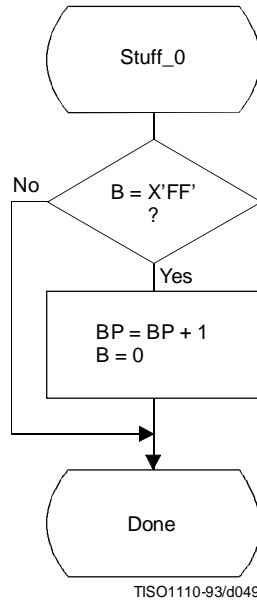 Stuff_0
B = X’FF’
?
No
Yes
BP = BP + 1
B = 0
Done
TISO1110-93/d049